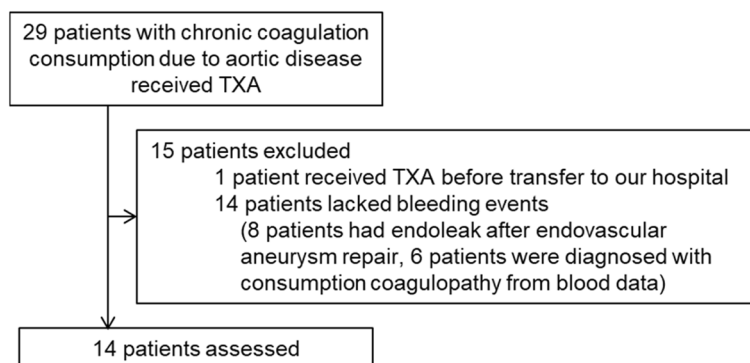 29 patients with chronic coagulation
consumption due to aortic disease
received TXA
15 patients excluded
1 patient received TXA before transfer to our hospital
14 patients lacked bleeding events
(8 patients had endoleak after endovascular
aneurysm repair, 6 patients were diagnosed with
consumption coagulopathy from blood data)
14 patients assessed